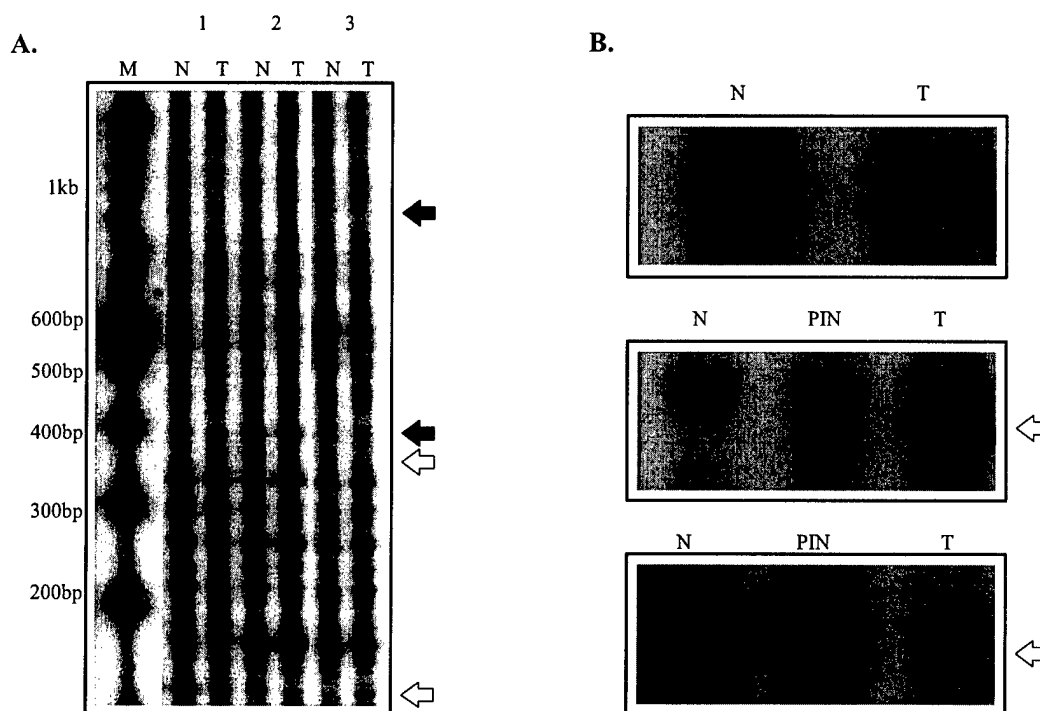 A.
1 2 3
M N T N T N T
1kb
600bp
500bp
400bp
300bp
200bp
B.
N T
N PIN T
N PIN T